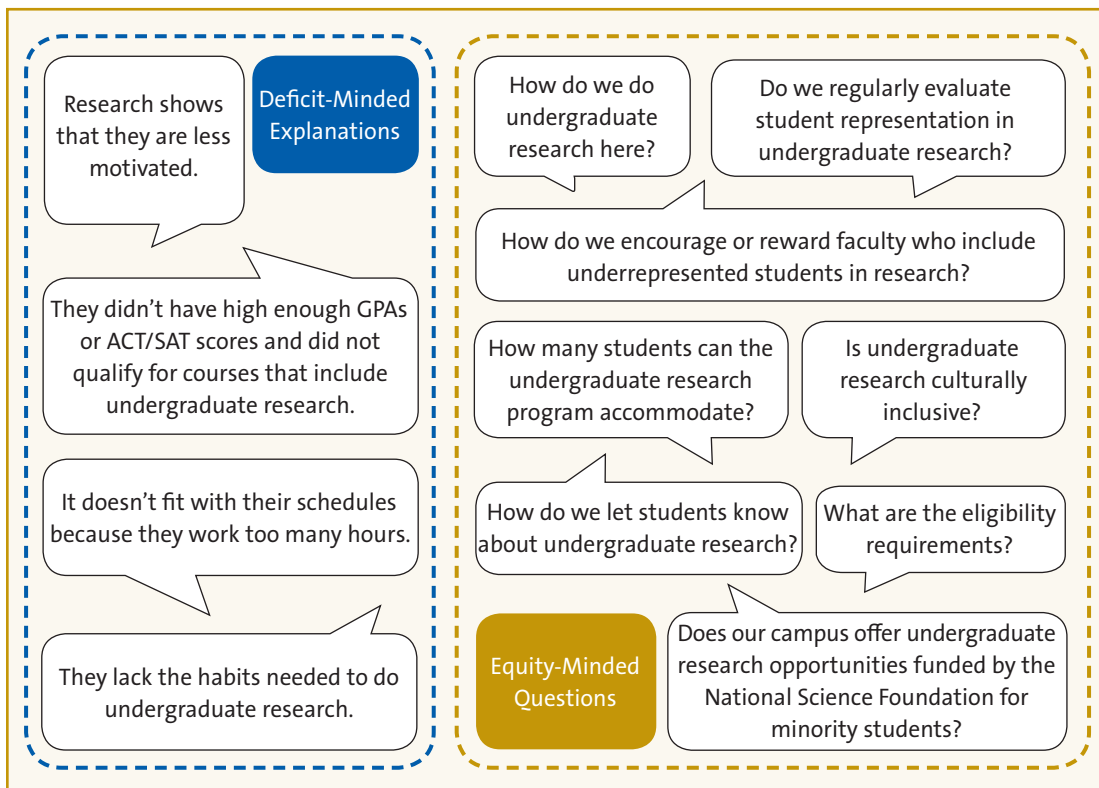 Deficit-Minded
Explanations
Research shows
that they are less
motivated.
They didn’t have high enough GPAs
or ACT/SAT scores and did not
qualify for courses that include
undergraduate research.
It doesn’t fit with their schedules
because they work too many hours.
They lack the habits needed to do
undergraduate research.
How do we do
undergraduate
research here?
Do we regularly evaluate
student representation in
undergraduate research?
How do we encourage or reward faculty who include
underrepresented students in research?
How many students can the
undergraduate research
program accommodate?
Is undergraduate
research culturally
inclusive?
How do we let students know
about undergraduate research?
What are the eligibility
requirements?
Equity-Minded
Questions
Does our campus offer undergraduate
research opportunities funded by the
National Science Foundation for
minority students?